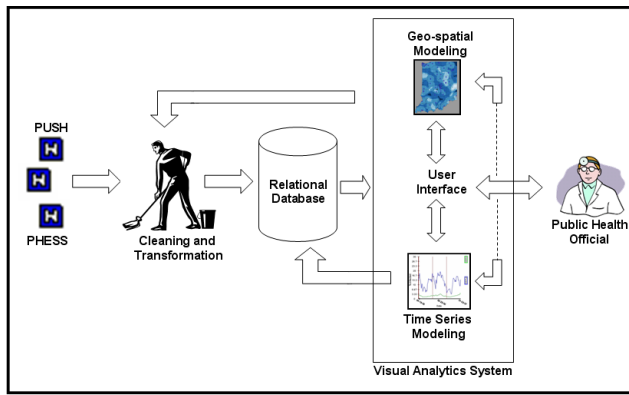 Geo-spatial
Modeling
PUSH
H
H
H
PHESS
Cleaning and
Transformation
Relational
Database
User
Interface
Public Health
Official
Time Series
Modeling
Visual Analytics System